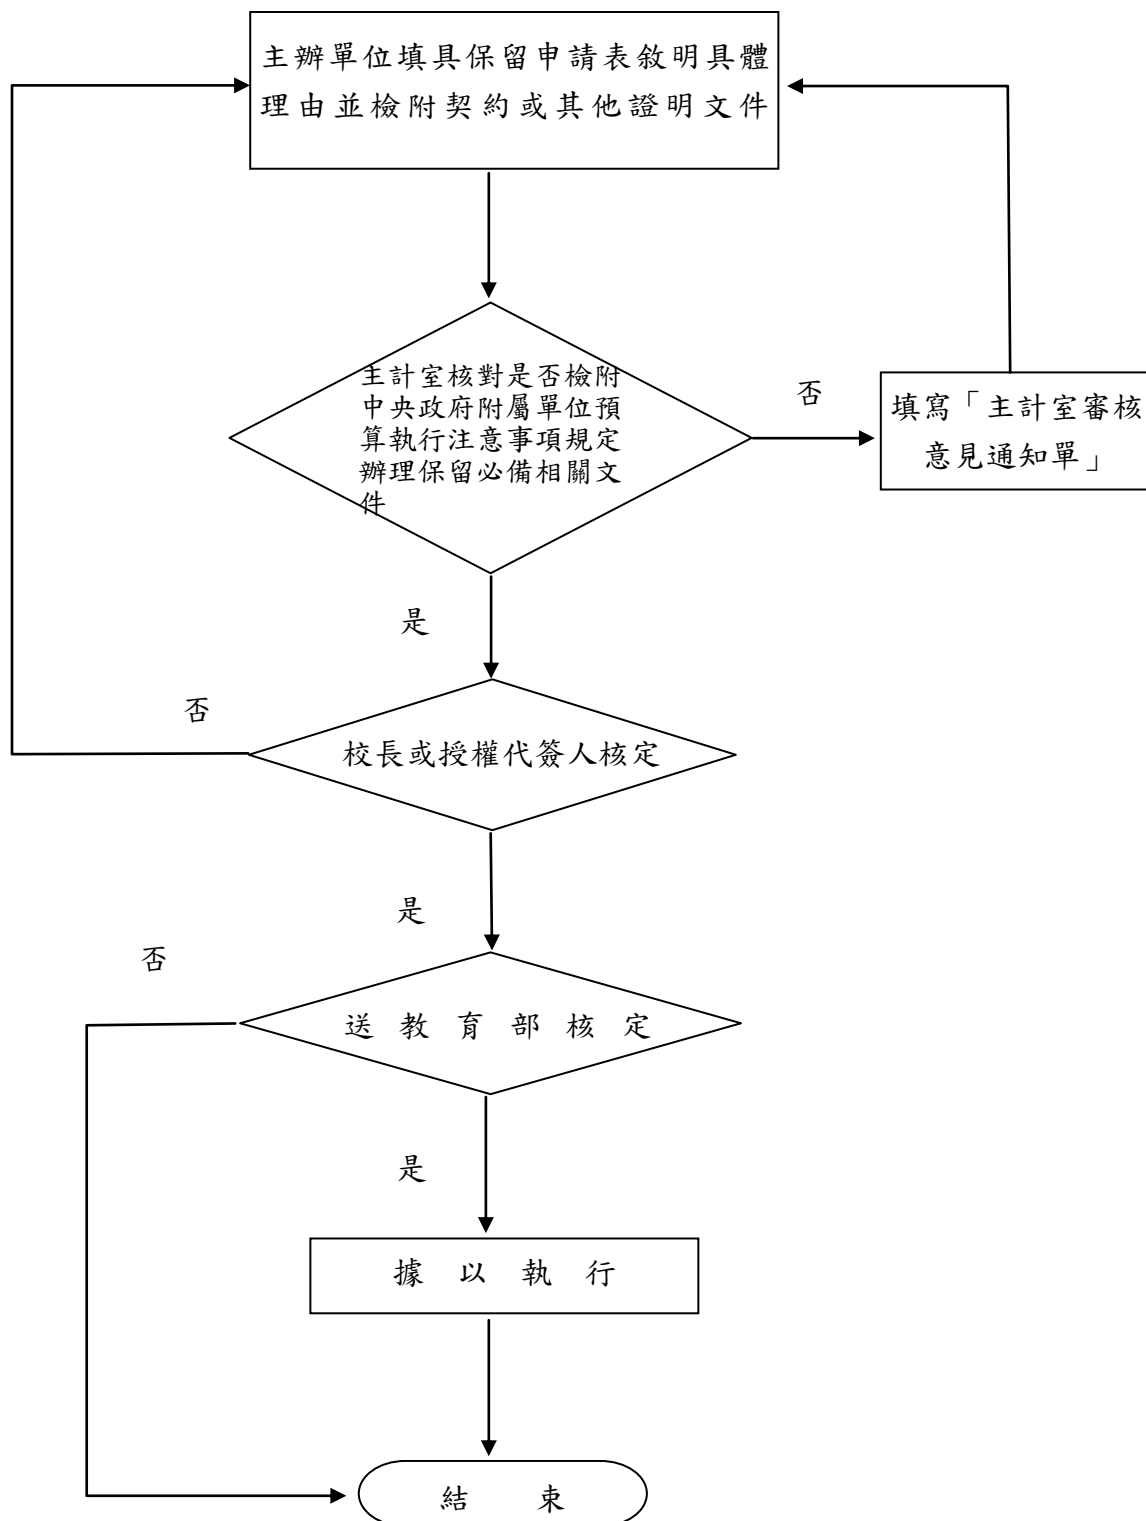 主辦單位填具保留申請表敘明具體
理由並檢附契約或其他證明文件
主計室核對是否檢附
中央政府附屬單位預
算執行注意事項規定
辦理保留必備相關文
件
否
填寫「主計室審核
意見通知單」
是
否
校長或授權代簽人核定
是
否
送教育部核定
是
據以執行
結束